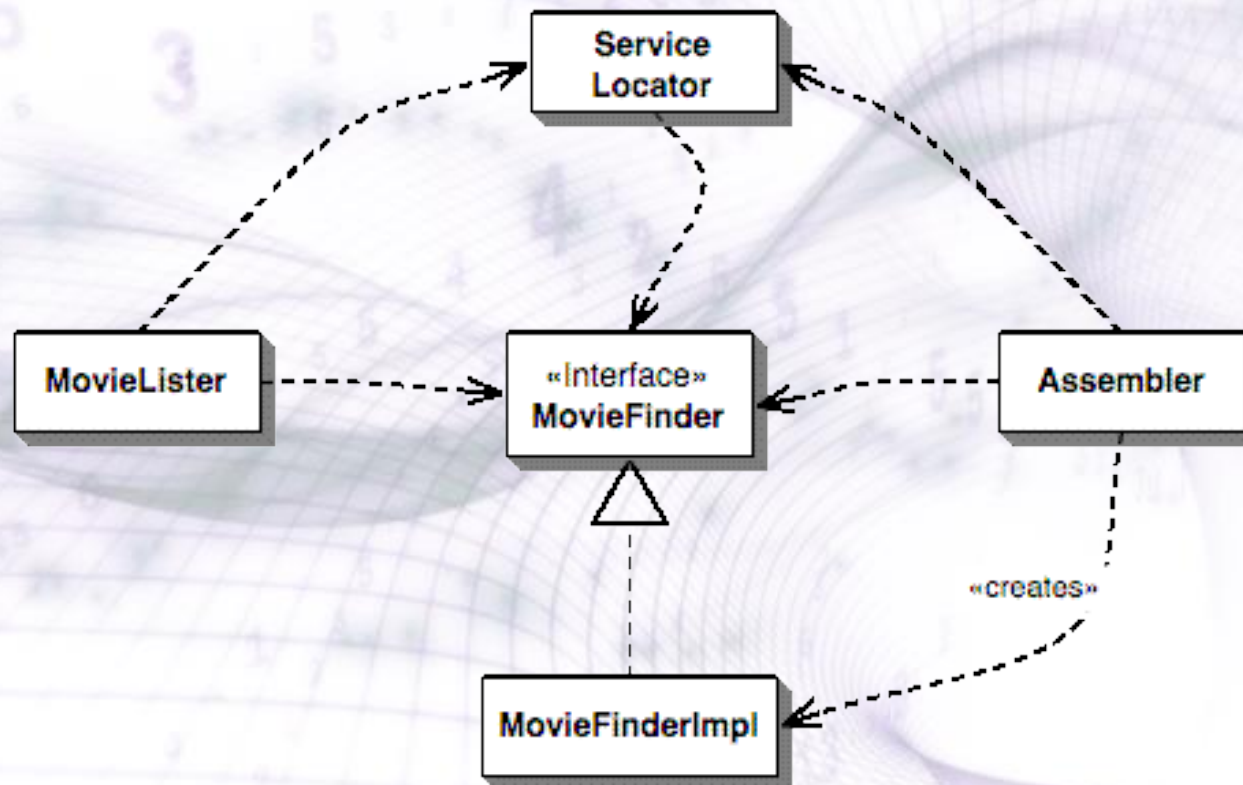 Service
Locator
MovieLister
«Interface»
MovieFinder
Assembler
«creates»
MovieFinderImpl